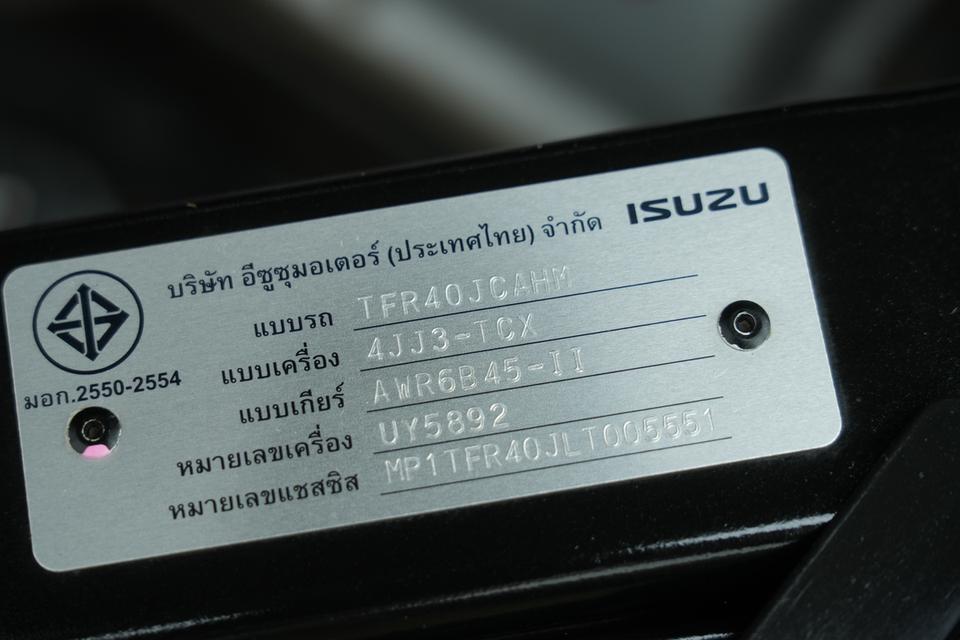 ISUZU
บริษัท อีซูซุมอเตอร์ (ประเทศไทย) จำกัด
แบบรถ TFR40JCAHM
แบบเครื่อง 4JJ3-TCX
มอก.2550-2554
แบบเกียร์ AWR6B45-II
หมายเลขเครื่อง UY5892
หมายเลขแชสซิส MP1TFR40JLT005551